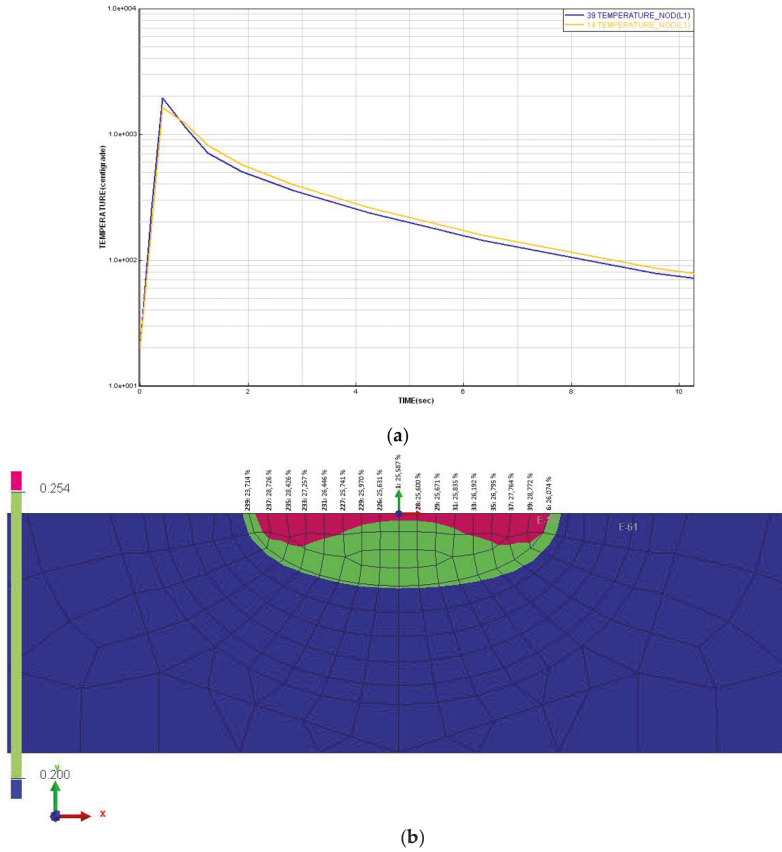 1.0e+004
39 TEMPERATURE_NOD(L1)
14 TEMPERATURE_NOD(L1)
1.0e+003
TEMPERATURE(centigrade)
1.0e+002
1.0e+001
0 2 4 6 8 10
TIME(sec)
(a)
239: 23,714 %
237: 28,726 %
235: 28,426 %
233: 27,257 %
231: 26,446 %
227: 25,741 %
229: 25,970 %
226: 25,631 %
1: 25,587 %
28: 25,600 %
29: 25,671 %
31: 25,835 %
33: 26,192 %
35: 26,795 %
37: 27,764 %
39: 28,772 %
6: 26,074 %
0.254
E-61
0.200
Y
X
(b)